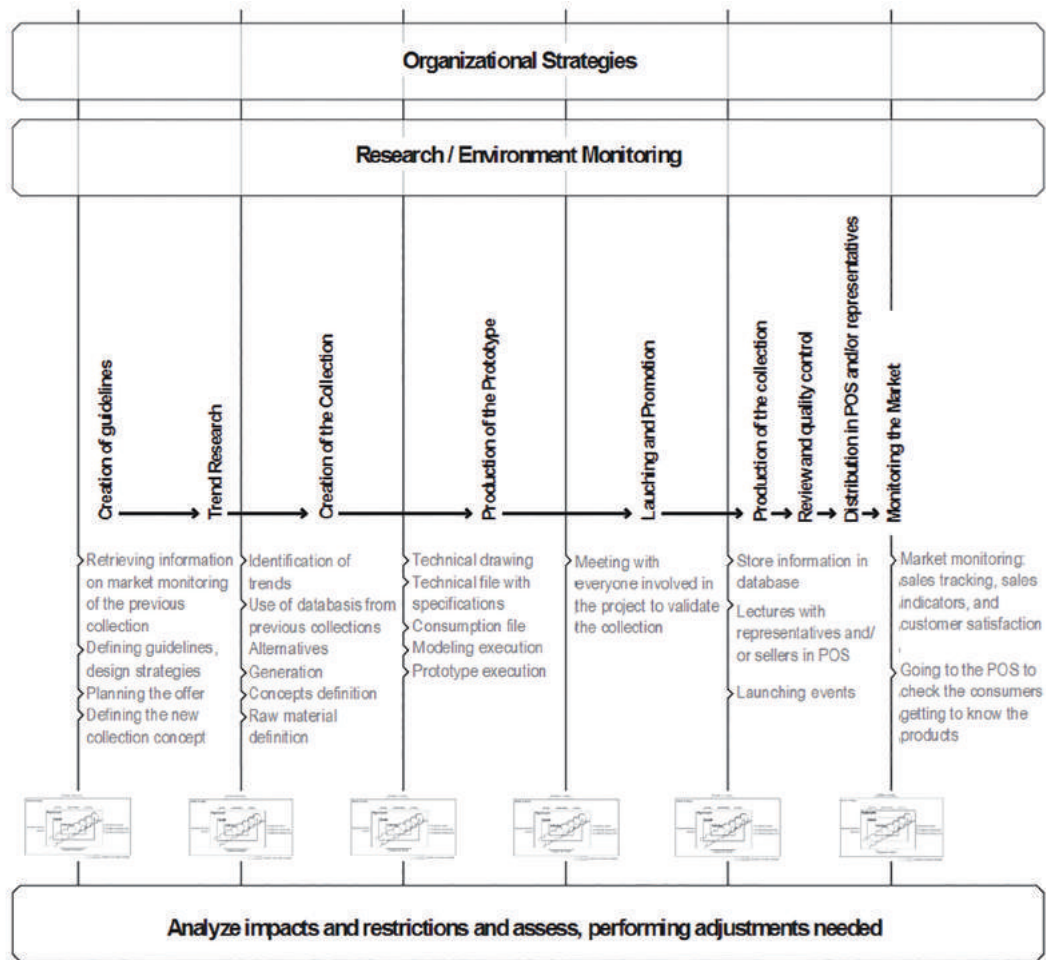 Organizational Strategies
Research / Environment Monitoring
Creation of guidelines
Trend Research
Creation of the Collection
Production of the Prototype
Lauching and Promotion
Production of the collection
Review and quality control
Distribution in POS and/or representatives
Monitoring the Market
Retrieving information
on market monitoring
of the previous
collection
Defining guidelines,
design strategies
Planning the offer
Defining the new
collection concept
Identification of
trends
Use of databasis from
previous collections
Alternatives
Generation
Concepts definition
Raw material
definition
Technical drawing
Technical file with
specifications
Consumption file
Modeling execution
Prototype execution
Meeting with
everyone involved in
the project to validate
the collection
Store information in
database
Lectures with
representatives and/
or sellers in POS
Launching events
Market monitoring:
sales tracking, sales
indicators, and
customer satisfaction
Going to the POS to
check the consumers
getting to know the
products
Analyze impacts and restrictions and assess, performing adjustments needed